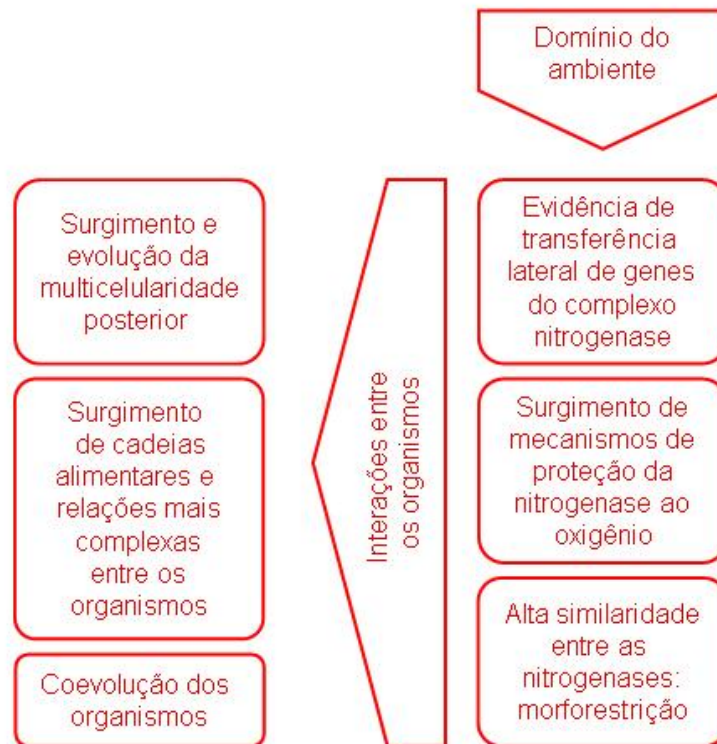 Domínio do
ambiente
Evidência de
transferência
lateral de genes
do complexo
nitrogenase
Surgimento de
mecanismos de
proteção da
nitrogenase ao
oxigênio
Alta similaridade
entre as
nitrogenases:
morforestrição
Interações entre
os organismos
Surgimento e
evolução da
multicelularidade
posterior
Surgimento
de cadeias
alimentares e
relações mais
complexas
entre os
organismos
Coevolução dos
organismos